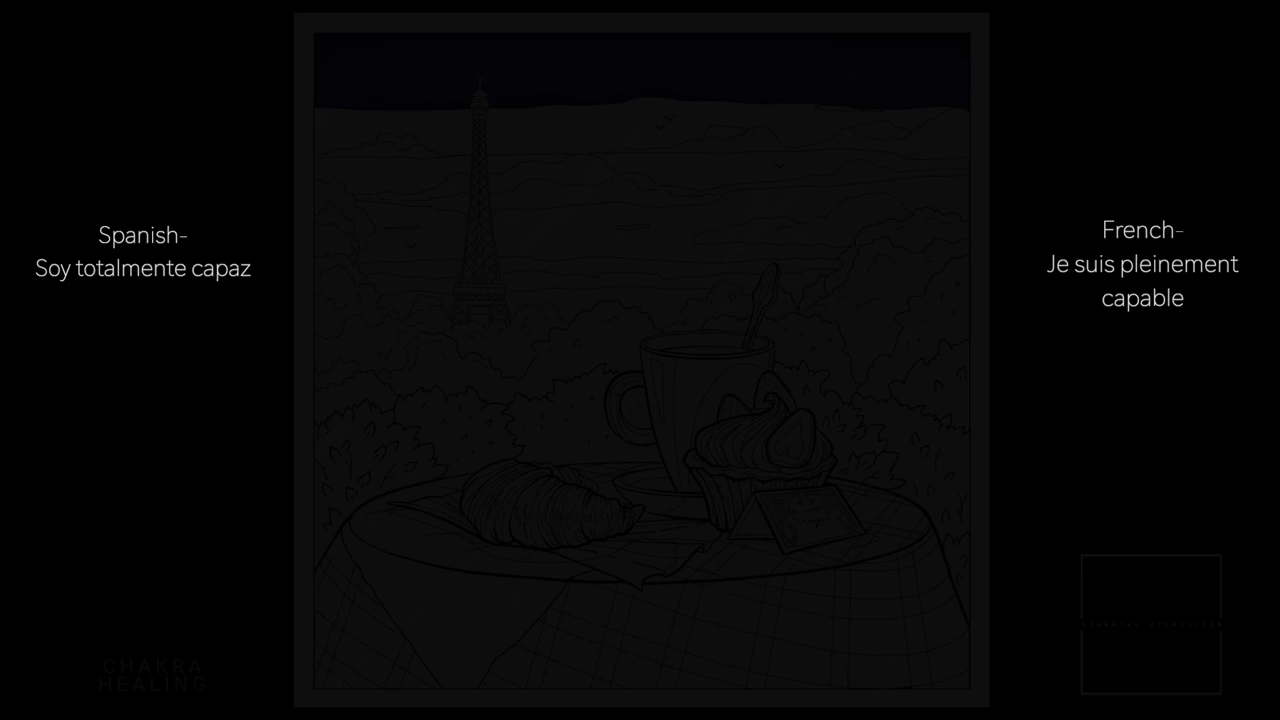 Spanish-
Soy totalmente capaz
French-
Je suis pleinement
capable
CHAKRA
HEALING